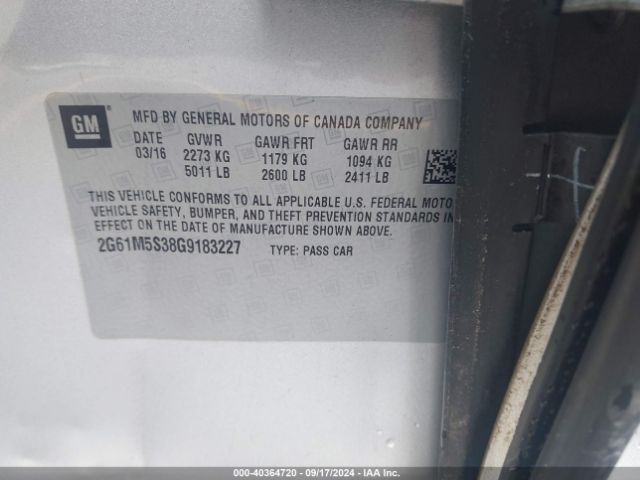 GM
MFD BY GENERAL MOTORS OF CANADA COMPANY
DATE GVWR GAWR FRT GAWR RR
03/16 2273 KG 1179 KG 1094 KG
5011 LB 2600 LB 2411 LB
THIS VEHICLE CONFORMS TO ALL APPLICABLE U.S. FEDERAL MOTO
VEHICLE SAFETY, BUMPER, AND THEFT PREVENTION STANDARDS IN
EFFECT ON THE DATE OF MANUFACTURE SHOWN ABOVE.
2G61M5S38G9183227 TYPE: PASS CAR
000-40364720 - 09/17/2024 - IAA Inc.